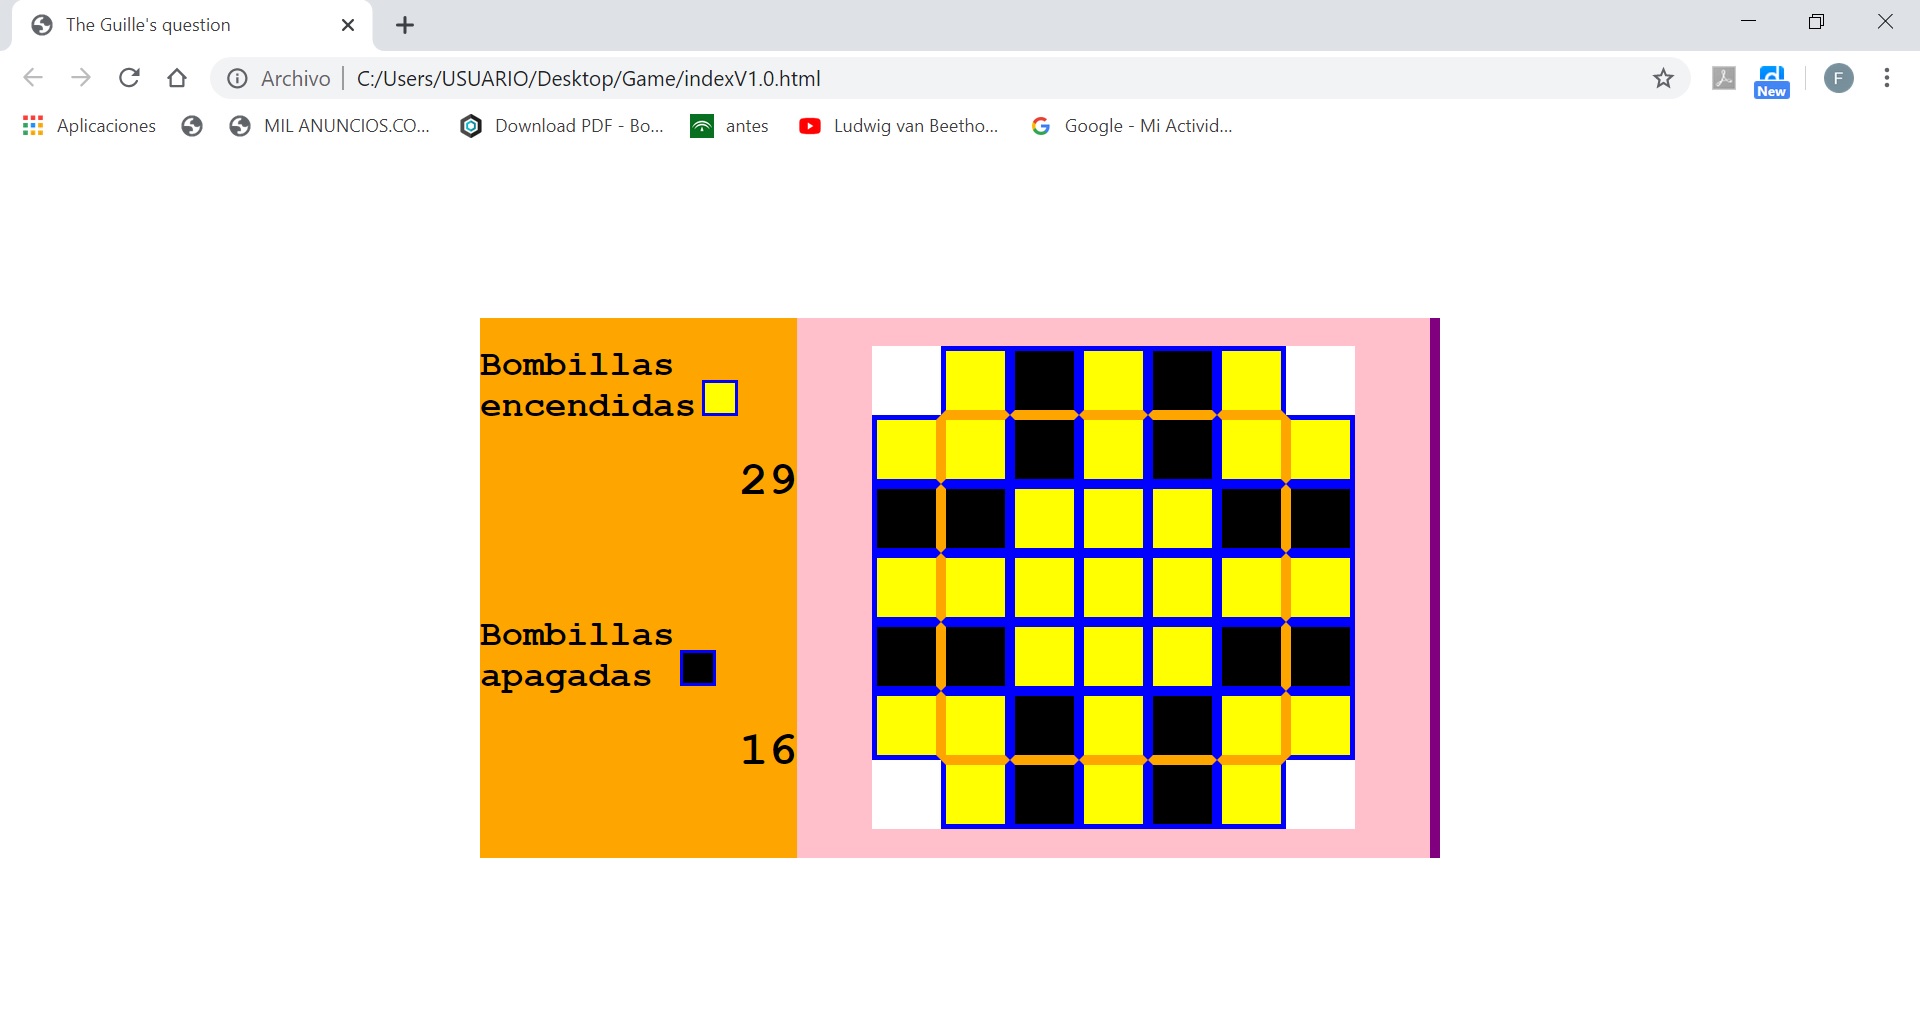 The Guille's question
Archivo C:/Users/USUARIO/Desktop/Game/indexV1.0.html
F
New
Aplicaciones MIL ANUNCIOS.CO... Download PDF - Bo... antes Ludwig van Beetho... Google - Mi Activid...
Bombillas
encendidas
29
Bombillas
apagadas
16